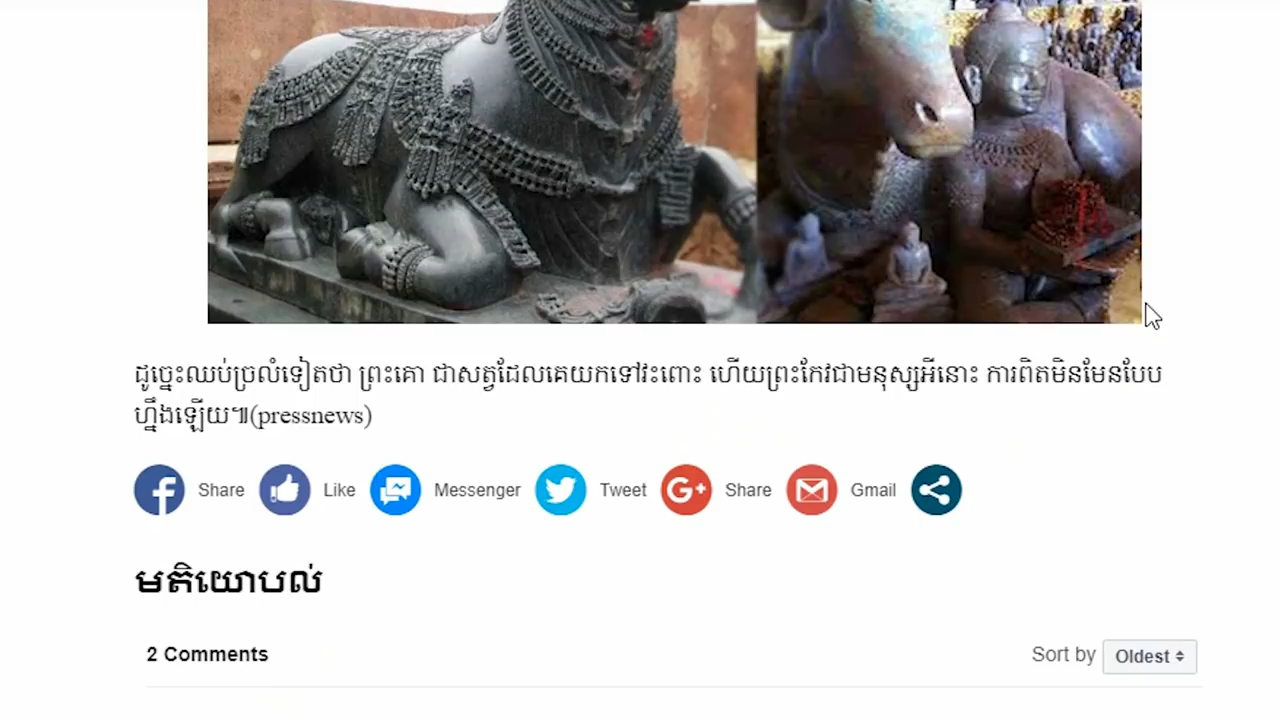 ដូច្នេះឈប់ច្រលំទៀតថា ព្រះគោ ជាសត្វដែលគេយកទៅវះពោះ ហើយព្រះកែវជាមនុស្សអីនោះ ការពិតមិនមែនបែប
ហ្នឹងឡើយ៕(pressnews)
Share Like Messenger Tweet G+ Share Gmail
មតិយោបល់
2 Comments Sort by Oldest